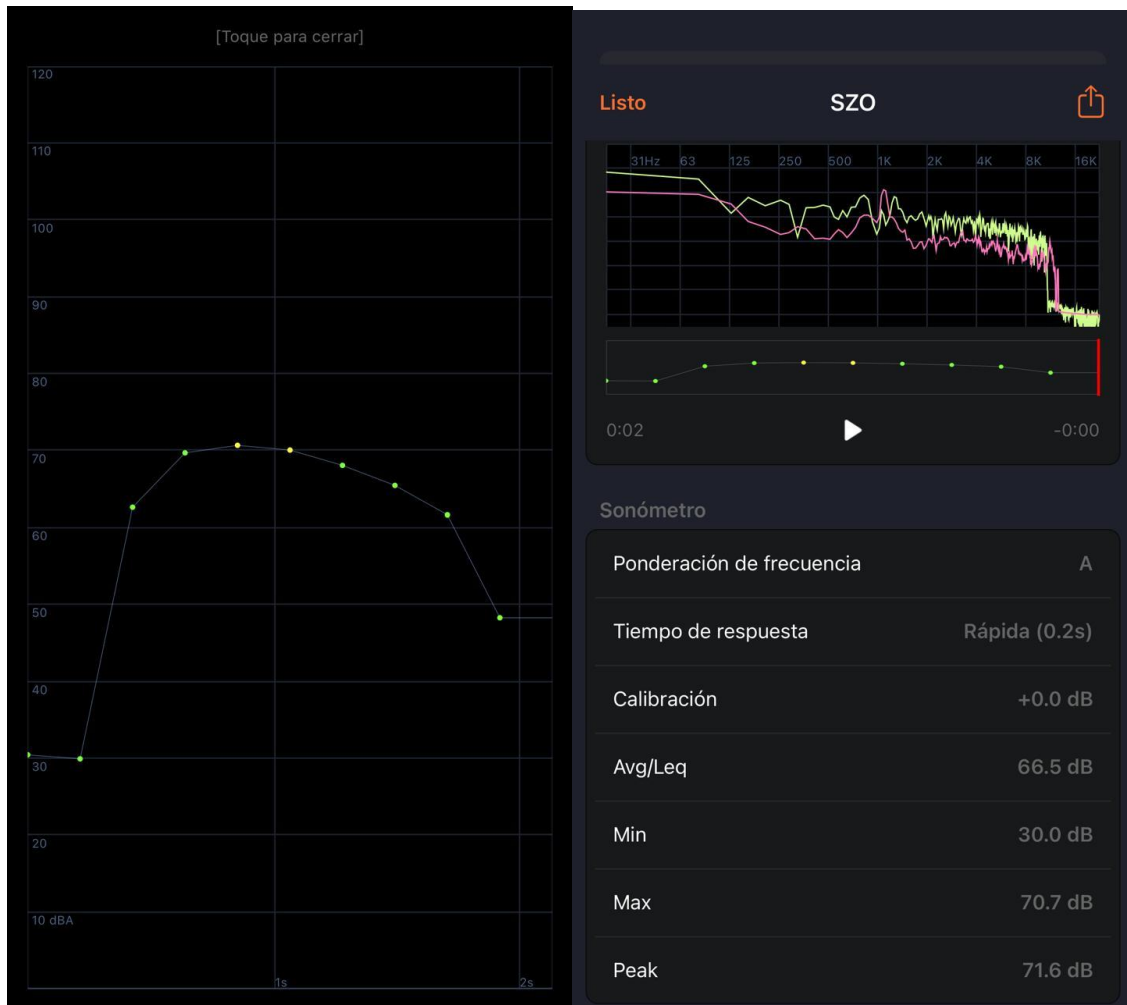 [Toque para cerrar]
120
110
100
90
80
70
60
50
40
30
20
10 dBA
1s 2s
Listo SZO
31Hz 63 125 250 500 1K 2K 4K 8K 16K
0:02 -0:00
Sonómetro
Ponderación de frecuencia A
Tiempo de respuesta Rápida (0.2s)
Calibración +0.0 dB
Avg/Leq 66.5 dB
Min 30.0 dB
Max 70.7 dB
Peak 71.6 dB